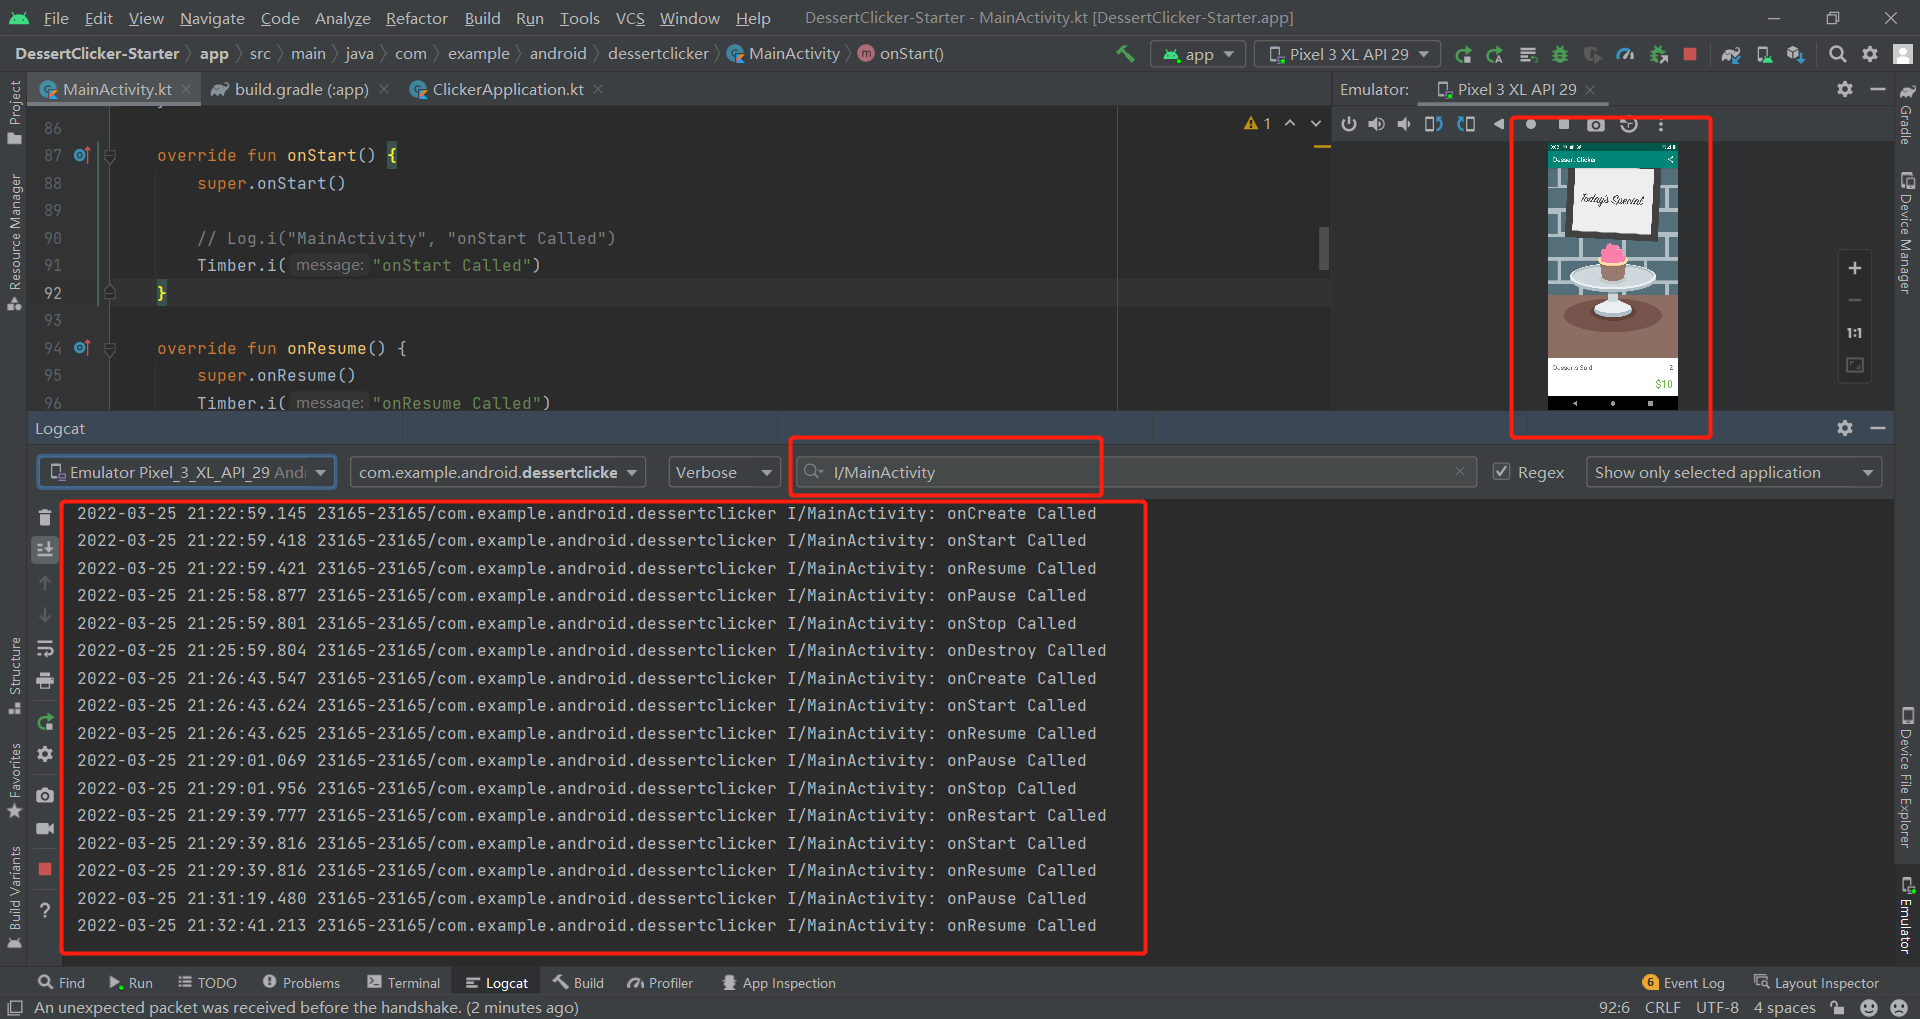 File Edit View Navigate Code Analyze Refactor Build Run Tools VCS Window Help DessertClicker-Starter - MainActivity.kt [DessertClicker-Starter.app]
DessertClicker-Starter app src main java com example android dessertclicker MainActivity m onStart() app Pixel 3 XL API 29
MainActivity.kt build.gradle (:app) ClickerApplication.kt Emulator: Pixel 3 XL API 29
86 1
87 override fun onStart() {
88 super.onStart()
89
90 // Log.i("MainActivity", "onStart Called")
91 Timber.i( message: "onStart Called")
92 }
93
94 override fun onResume() {
95 super.onResume()
96 Timber.i( message: "onResume Called")
Dessert Clicker
Today's Special
Desserts Sold 2
$10
1:1
Logcat
Emulator Pixel_3_XL_API_29 Andr com.example.android.dessertclicke Verbose I/MainActivity Regex Show only selected application
2022-03-25 21:22:59.145 23165-23165/com.example.android.dessertclicker I/MainActivity: onCreate Called
2022-03-25 21:22:59.418 23165-23165/com.example.android.dessertclicker I/MainActivity: onStart Called
2022-03-25 21:22:59.421 23165-23165/com.example.android.dessertclicker I/MainActivity: onResume Called
2022-03-25 21:25:58.877 23165-23165/com.example.android.dessertclicker I/MainActivity: onPause Called
2022-03-25 21:25:59.801 23165-23165/com.example.android.dessertclicker I/MainActivity: onStop Called
2022-03-25 21:25:59.804 23165-23165/com.example.android.dessertclicker I/MainActivity: onDestroy Called
2022-03-25 21:26:43.547 23165-23165/com.example.android.dessertclicker I/MainActivity: onCreate Called
2022-03-25 21:26:43.624 23165-23165/com.example.android.dessertclicker I/MainActivity: onStart Called
2022-03-25 21:26:43.625 23165-23165/com.example.android.dessertclicker I/MainActivity: onResume Called
2022-03-25 21:29:01.069 23165-23165/com.example.android.dessertclicker I/MainActivity: onPause Called
2022-03-25 21:29:01.956 23165-23165/com.example.android.dessertclicker I/MainActivity: onStop Called
2022-03-25 21:29:39.777 23165-23165/com.example.android.dessertclicker I/MainActivity: onRestart Called
2022-03-25 21:29:39.816 23165-23165/com.example.android.dessertclicker I/MainActivity: onStart Called
2022-03-25 21:29:39.816 23165-23165/com.example.android.dessertclicker I/MainActivity: onResume Called
2022-03-25 21:31:19.480 23165-23165/com.example.android.dessertclicker I/MainActivity: onPause Called
2022-03-25 21:32:41.213 23165-23165/com.example.android.dessertclicker I/MainActivity: onResume Called
Project
Resource Manager
Structure
Favorites
Build Variants
Gradle
Device Manager
Device File Explorer
Emulator
Find Run TODO Problems Terminal Logcat Build Profiler App Inspection 6 Event Log Layout Inspector
An unexpected packet was received before the handshake. (2 minutes ago) 92:6 CRLF UTF-8 4 spaces